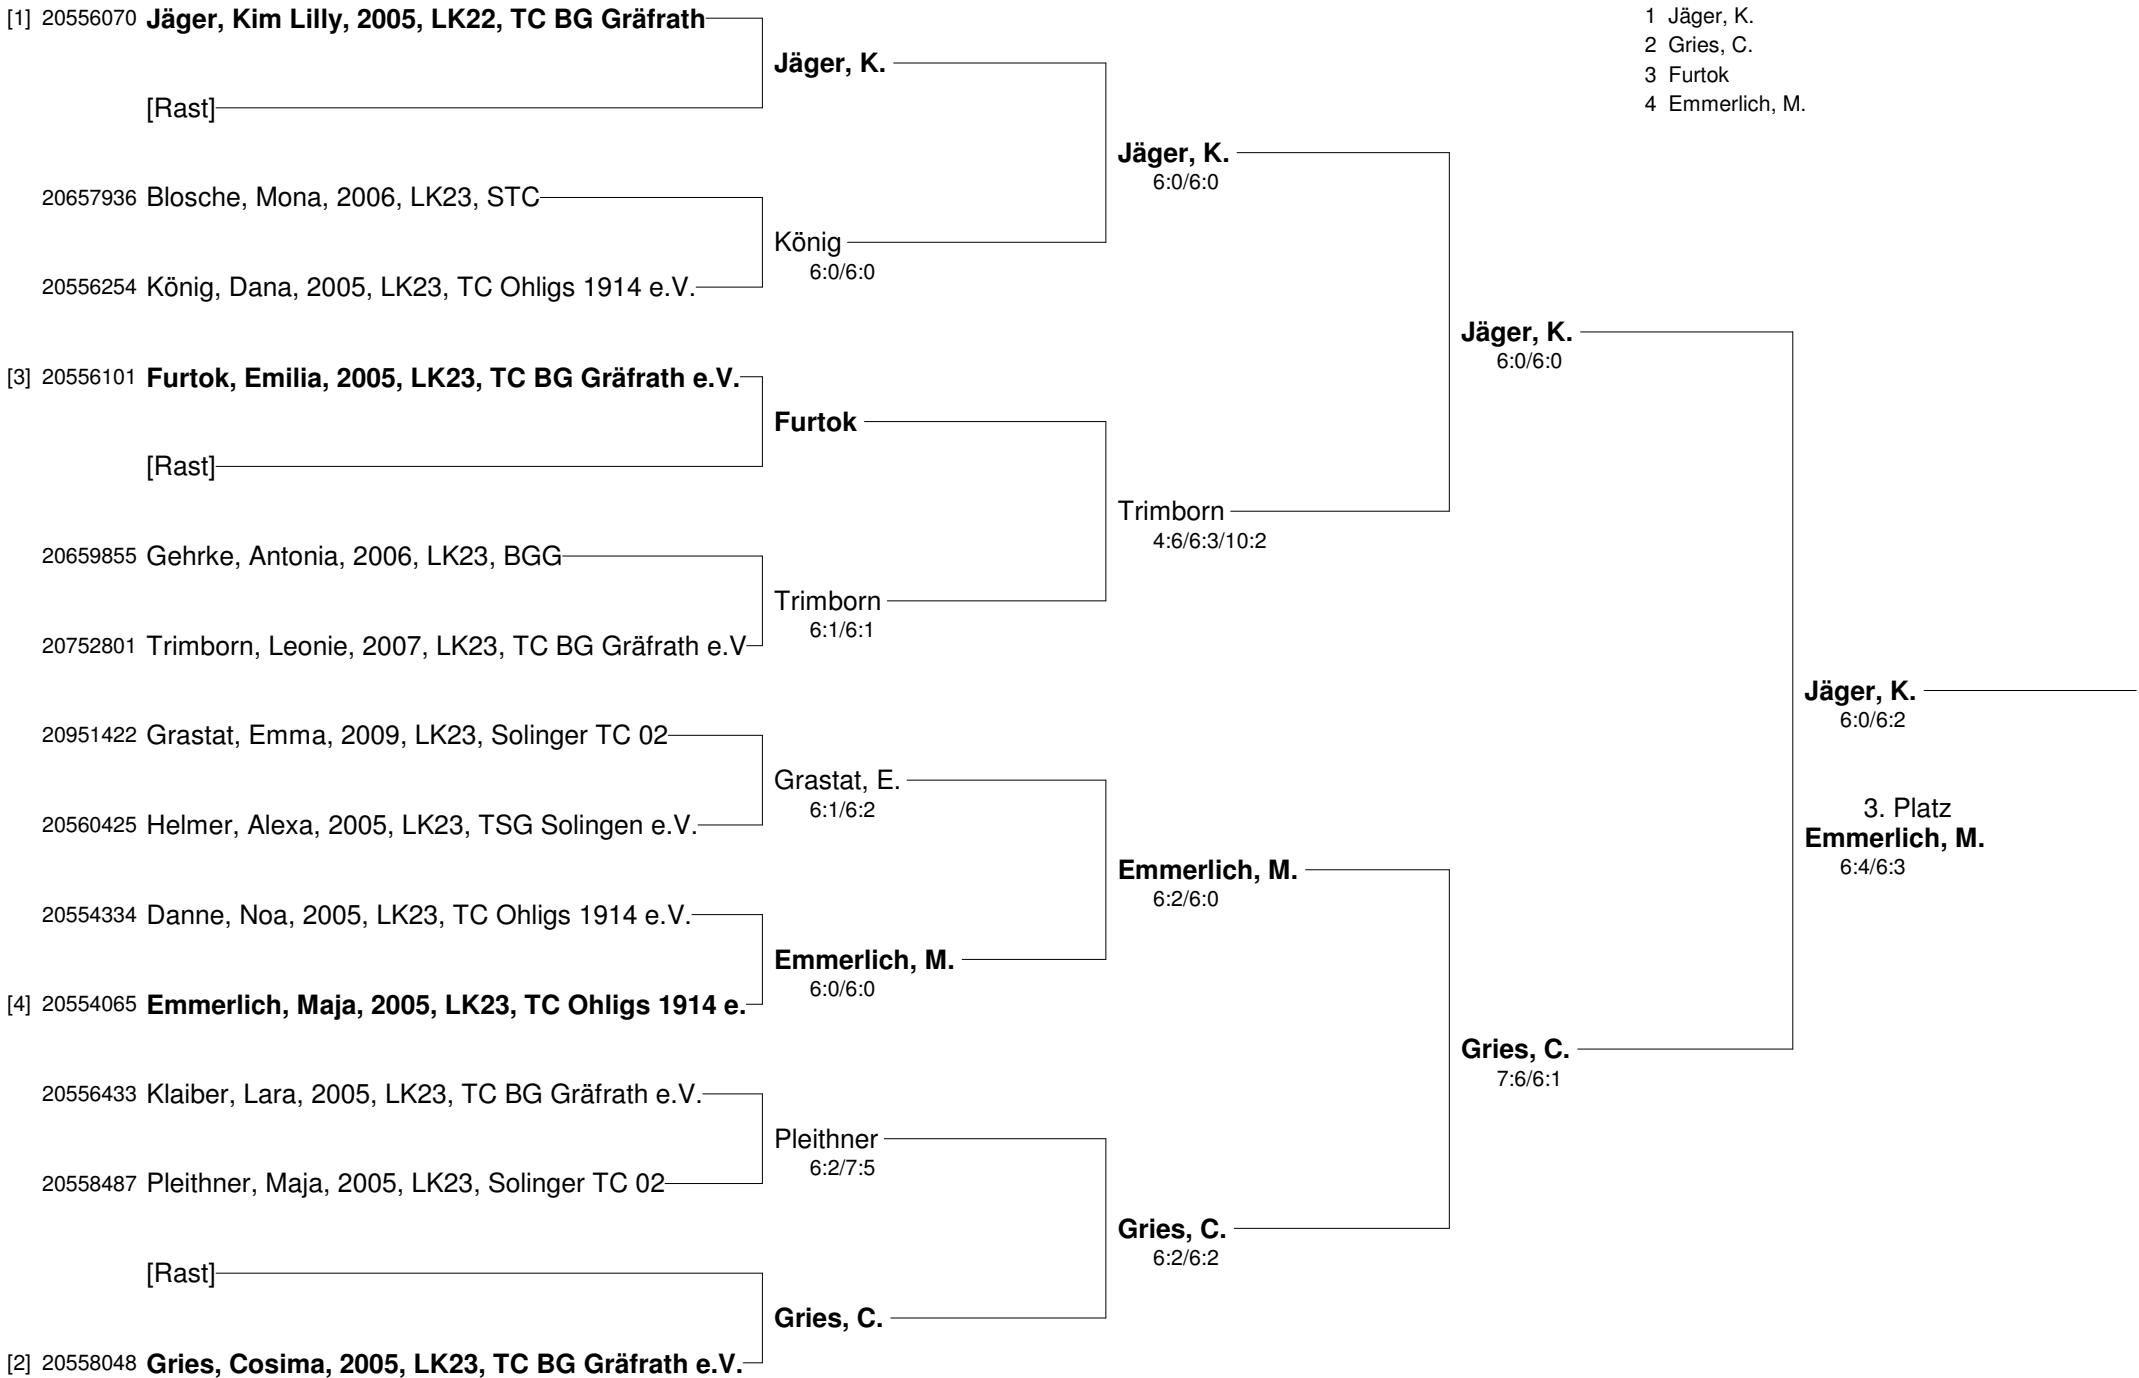 [1] 20556070 Jäger, Kim Lilly, 2005, LK22, TC BG Gräfrath
[Rast]
20657936 Blosche, Mona, 2006, LK23, STC
20556254 König, Dana, 2005, LK23, TC Ohligs 1914 e.V.
[3] 20556101 Furtok, Emilia, 2005, LK23, TC BG Gräfrath e.V.
[Rast]
20659855 Gehrke, Antonia, 2006, LK23, BGG
20752801 Trimborn, Leonie, 2007, LK23, TC BG Gräfrath e.V
20951422 Grastat, Emma, 2009, LK23, Solinger TC 02
20560425 Helmer, Alexa, 2005, LK23, TSG Solingen e.V.
20554334 Danne, Noa, 2005, LK23, TC Ohligs 1914 e.V.
[4] 20554065 Emmerlich, Maja, 2005, LK23, TC Ohligs 1914 e.
20556433 Klaiber, Lara, 2005, LK23, TC BG Gräfrath e.V.
20558487 Pleithner, Maja, 2005, LK23, Solinger TC 02
[Rast]
[2] 20558048 Gries, Cosima, 2005, LK23, TC BG Gräfrath e.V.
Jäger, K.
König
6:0/6:0
Furtok
Trimborn
6:1/6:1
Grastat, E.
6:1/6:2
Emmerlich, M.
6:0/6:0
Pleithner
6:2/7:5
Gries, C.
Jäger, K.
6:0/6:0
Trimborn
4:6/6:3/10:2
Emmerlich, M.
6:2/6:0
Gries, C.
6:2/6:2
Jäger, K.
6:0/6:0
Gries, C.
7:6/6:1
Jäger, K.
6:0/6:2
3. Platz
Emmerlich, M.
6:4/6:3
1 Jäger, K.
2 Gries, C.
3 Furtok
4 Emmerlich, M.